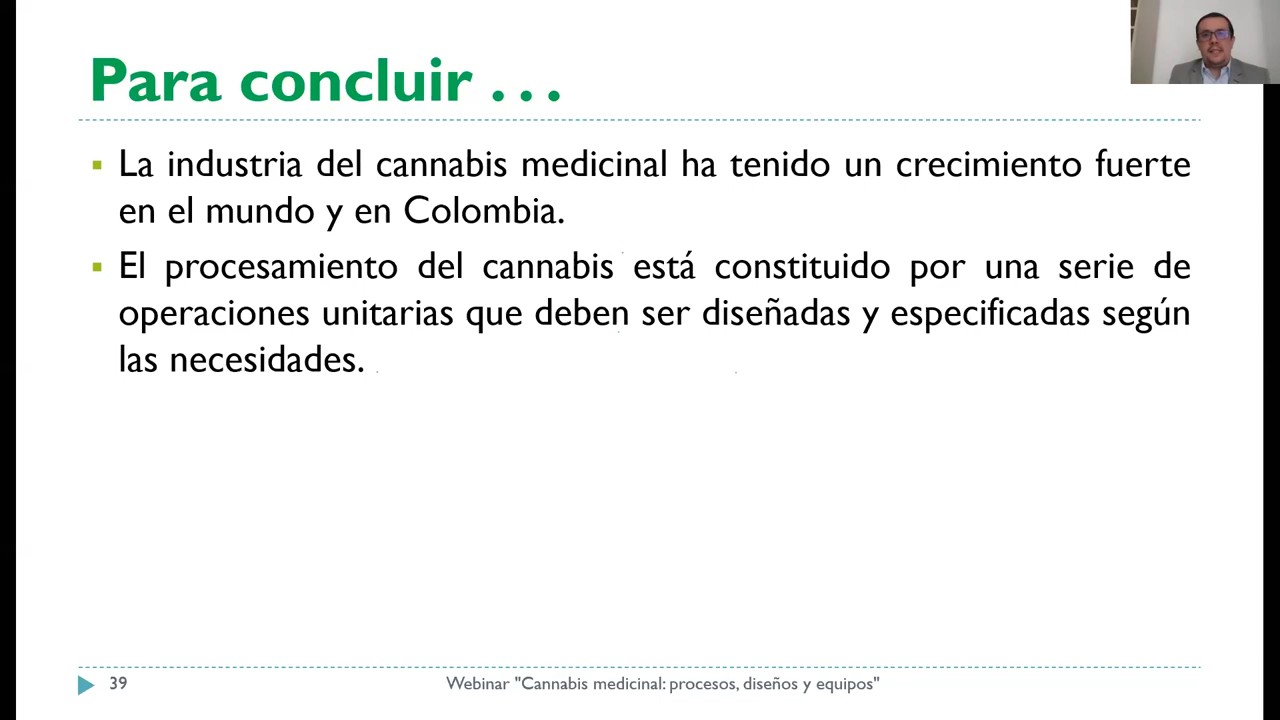 Para concluir . . .
▪ La industria del cannabis medicinal ha tenido un crecimiento fuerte
en el mundo y en Colombia.
▪ El procesamiento del cannabis está constituido por una serie de
operaciones unitarias que deben ser diseñadas y especificadas según
las necesidades.
39
Webinar "Cannabis medicinal: procesos, diseños y equipos"